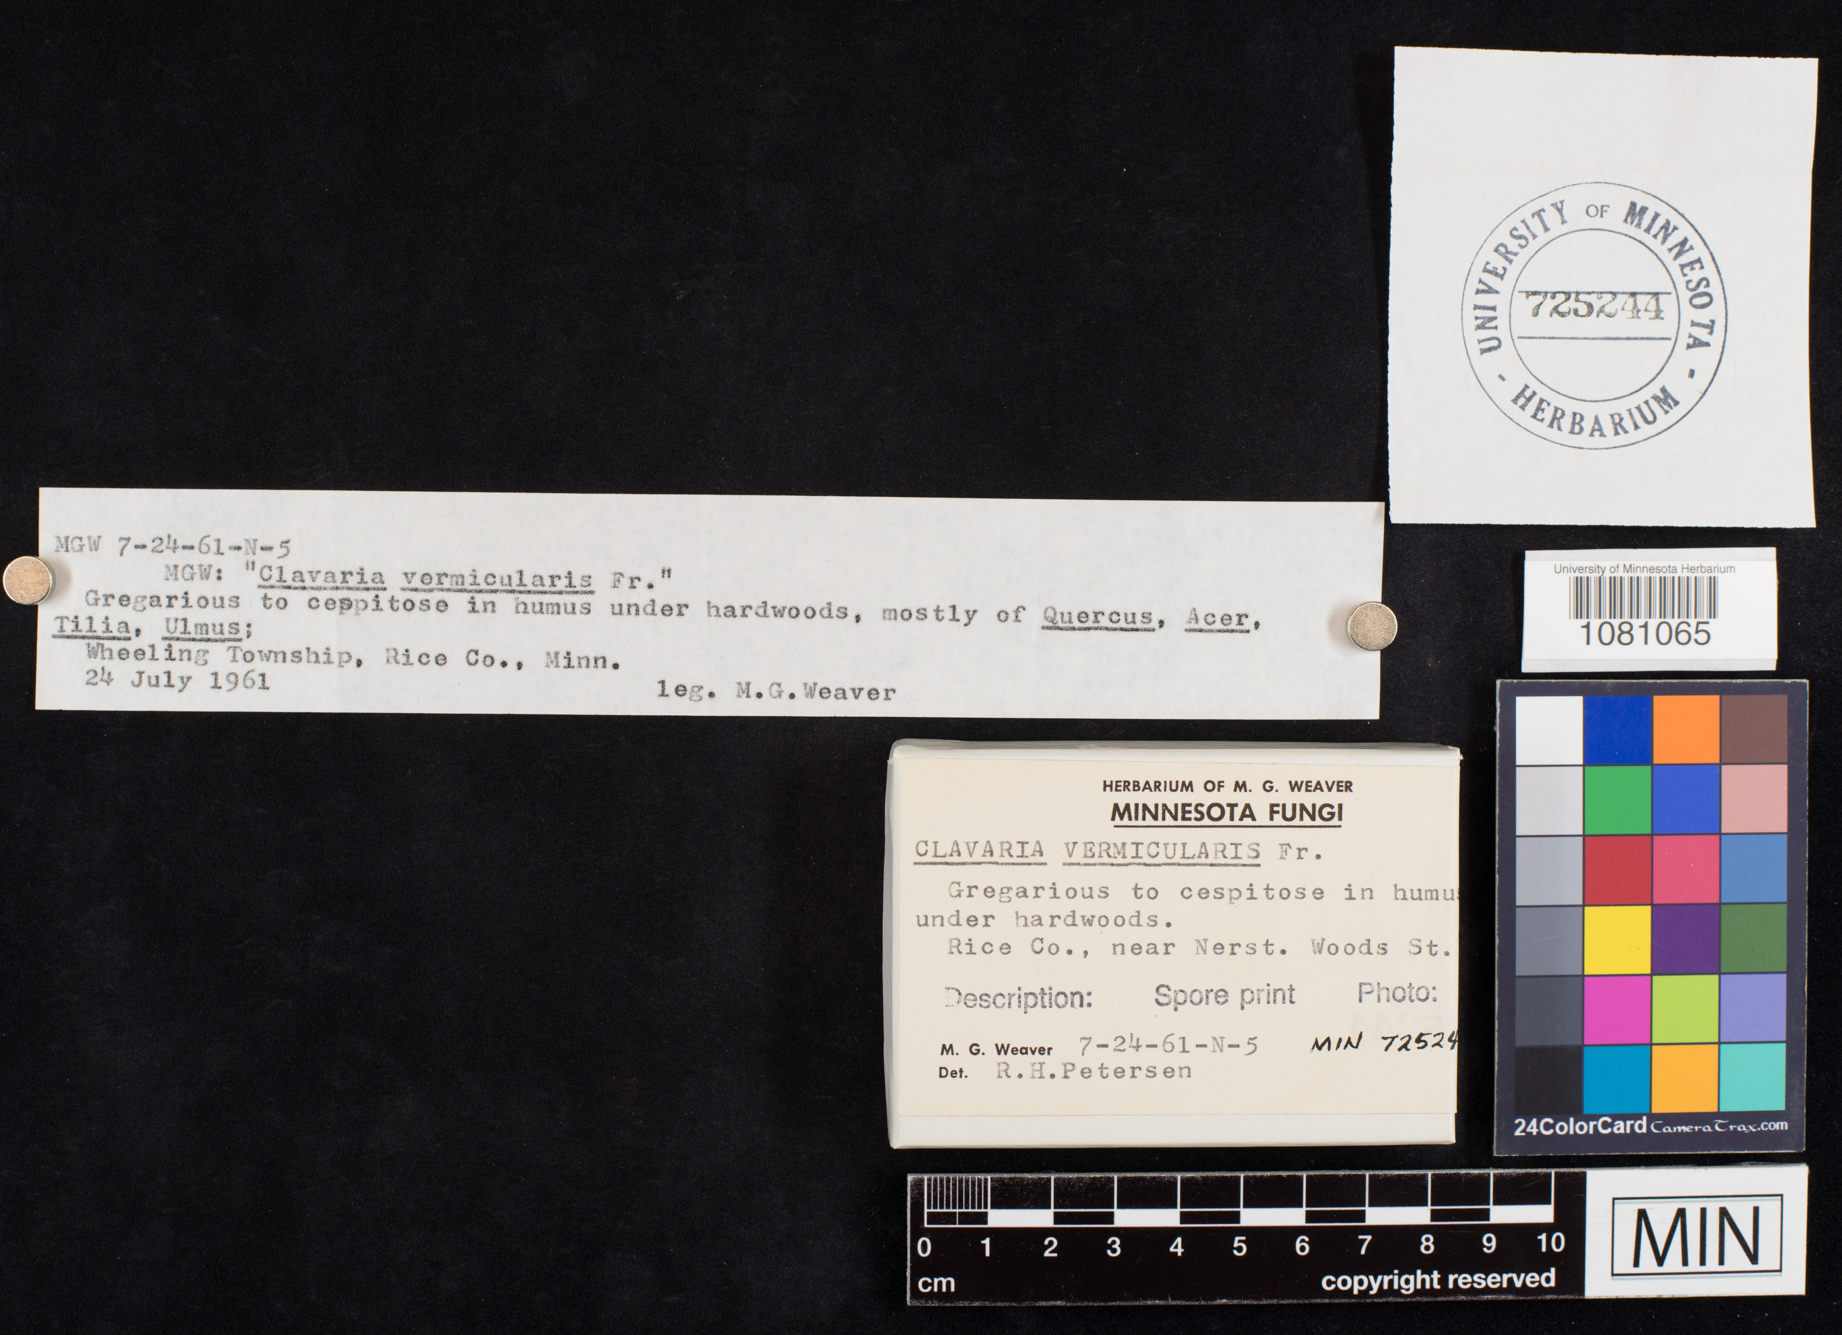 UNIVERSITY OF MINNESOTA
725244
- HERBARIUM -
MGW 7-24-61-N-5
MGW: "Clavaria vermicularis Fr."
Gregarious to ceppitose in humus under hardwoods, mostly of Quercus, Acer,
Tilia, Ulmus;
Wheeling Township, Rice Co., Minn.
24 July 1961
leg. M.G.Weaver
University of Minnesota Herbarium
1081065
HERBARIUM OF M. G. WEAVER
MINNESOTA FUNGI
CLAVARIA VERMICULARIS Fr.
Gregarious to cespitose in humus
under hardwoods.
Rice Co., near Nerst. Woods St.
Description: Spore print Photo:
M. G. Weaver 7-24-61-N-5 MIN 72524
Det. R.H.Petersen
24ColorCard CameraTrax.com
0 1 2 3 4 5 6 7 8 9 10
cm
copyright reserved
MIN